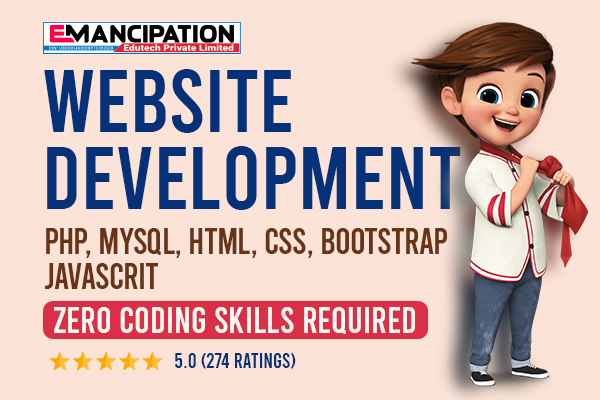 EMANCIPATION
Edutech Private Limited
WEBSITE
DEVELOPMENT
PHP, MYSQL, HTML, CSS, BOOTSTRAP
JAVASCRIT
ZERO CODING SKILLS REQUIRED
5.0 (274 RATINGS)